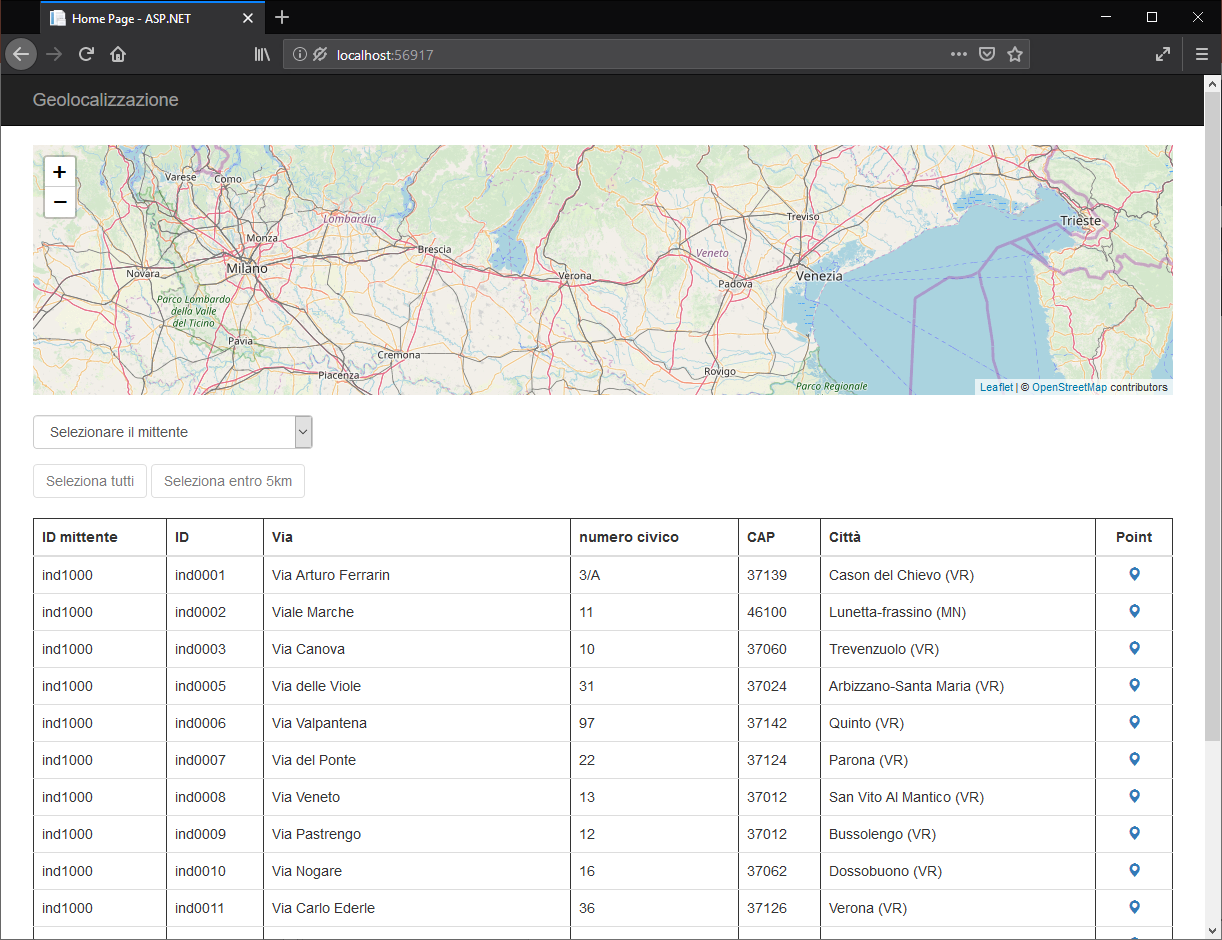 Home Page - ASP.NET
localhost:56917
Geolocalizzazione
+
−
Varese
Como
Lombardia
Monza
Novara
Milano
Brescia
Parco Lombardo
della Valle
del Ticino
Pavia
Cremona
Piacenza
Verona
Veneto
Treviso
Padova
Venezia
Rovigo
Trieste
Parco Regionale
Leaflet | © OpenStreetMap contributors
Selezionare il mittente
Seleziona tutti Seleziona entro 5km
ID mittente ID Via numero civico CAP Città Point
ind1000 ind0001 Via Arturo Ferrarin 3/A 37139 Cason del Chievo (VR)
ind1000 ind0002 Viale Marche 11 46100 Lunetta-frassino (MN)
ind1000 ind0003 Via Canova 10 37060 Trevenzuolo (VR)
ind1000 ind0005 Via delle Viole 31 37024 Arbizzano-Santa Maria (VR)
ind1000 ind0006 Via Valpantena 97 37142 Quinto (VR)
ind1000 ind0007 Via del Ponte 22 37124 Parona (VR)
ind1000 ind0008 Via Veneto 13 37012 San Vito Al Mantico (VR)
ind1000 ind0009 Via Pastrengo 12 37012 Bussolengo (VR)
ind1000 ind0010 Via Nogare 16 37062 Dossobuono (VR)
ind1000 ind0011 Via Carlo Ederle 36 37126 Verona (VR)